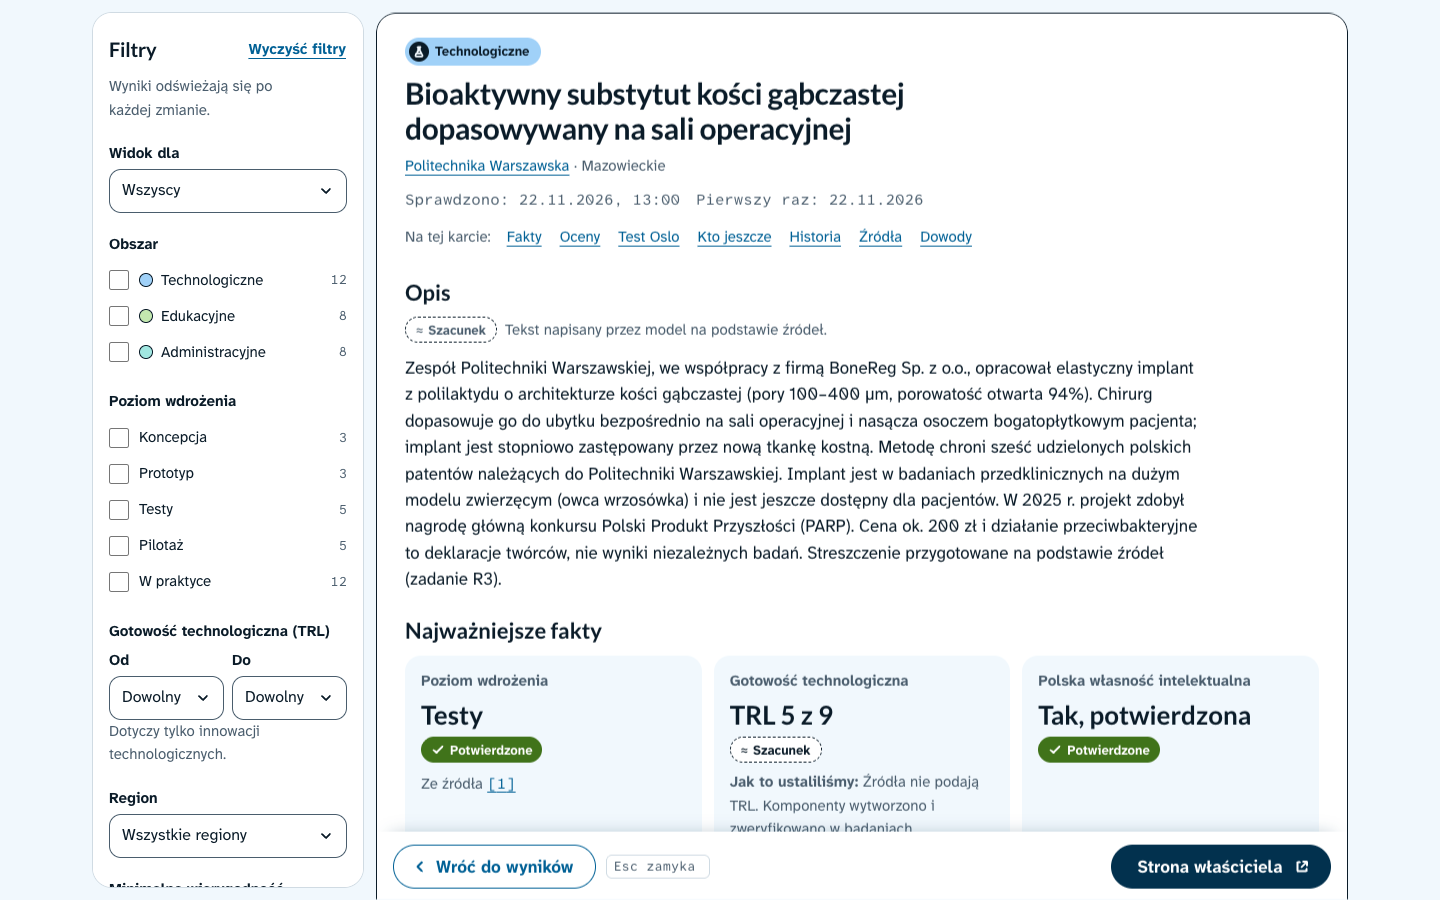 Filtry
Wyczyść filtry
Wyniki odświeżają się po
każdej zmianie.
Widok dla
Wszyscy
Obszar
Technologiczne 12
Edukacyjne 8
Administracyjne 8
Poziom wdrożenia
Koncepcja 3
Prototyp 3
Testy 5
Pilotaż 5
W praktyce 12
Gotowość technologiczna (TRL)
Od Do
Dowolny Dowolny
Dotyczy tylko innowacji
technologicznych.
Region
Wszystkie regiony
Minimalna wiarygodność
Technologiczne
Bioaktywny substytut kości gąbczastej
dopasowywany na sali operacyjnej
Politechnika Warszawska · Mazowieckie
Sprawdzono: 22.11.2026, 13:00 Pierwszy raz: 22.11.2026
Na tej karcie: Fakty Oceny Test Oslo Kto jeszcze Historia Źródła Dowody
Opis
≈ Szacunek Tekst napisany przez model na podstawie źródeł.
Zespół Politechniki Warszawskiej, we współpracy z firmą BoneReg Sp. z o.o., opracował elastyczny implant
z polilaktydu o architekturze kości gąbczastej (pory 100–400 µm, porowatość otwarta 94%). Chirurg
dopasowuje go do ubytku bezpośrednio na sali operacyjnej i nasącza osoczem bogatopłytkowym pacjenta;
implant jest stopniowo zastępowany przez nową tkankę kostną. Metodę chroni sześć udzielonych polskich
patentów należących do Politechniki Warszawskiej. Implant jest w badaniach przedklinicznych na dużym
modelu zwierzęcym (owca wrzosówka) i nie jest jeszcze dostępny dla pacjentów. W 2025 r. projekt zdobył
nagrodę główną konkursu Polski Produkt Przyszłości (PARP). Cena ok. 200 zł i działanie przeciwbakteryjne
to deklaracje twórców, nie wyniki niezależnych badań. Streszczenie przygotowane na podstawie źródeł
(zadanie R3).
Najważniejsze fakty
Poziom wdrożenia
Testy
Potwierdzone
Ze źródła [1]
Gotowość technologiczna
TRL 5 z 9
≈ Szacunek
Jak to ustaliliśmy: Źródła nie podają
TRL. Komponenty wytworzono i
zweryfikowano w badaniach
Polska własność intelektualna
Tak, potwierdzona
Potwierdzone
Wróć do wyników
Esc zamyka
Strona właściciela